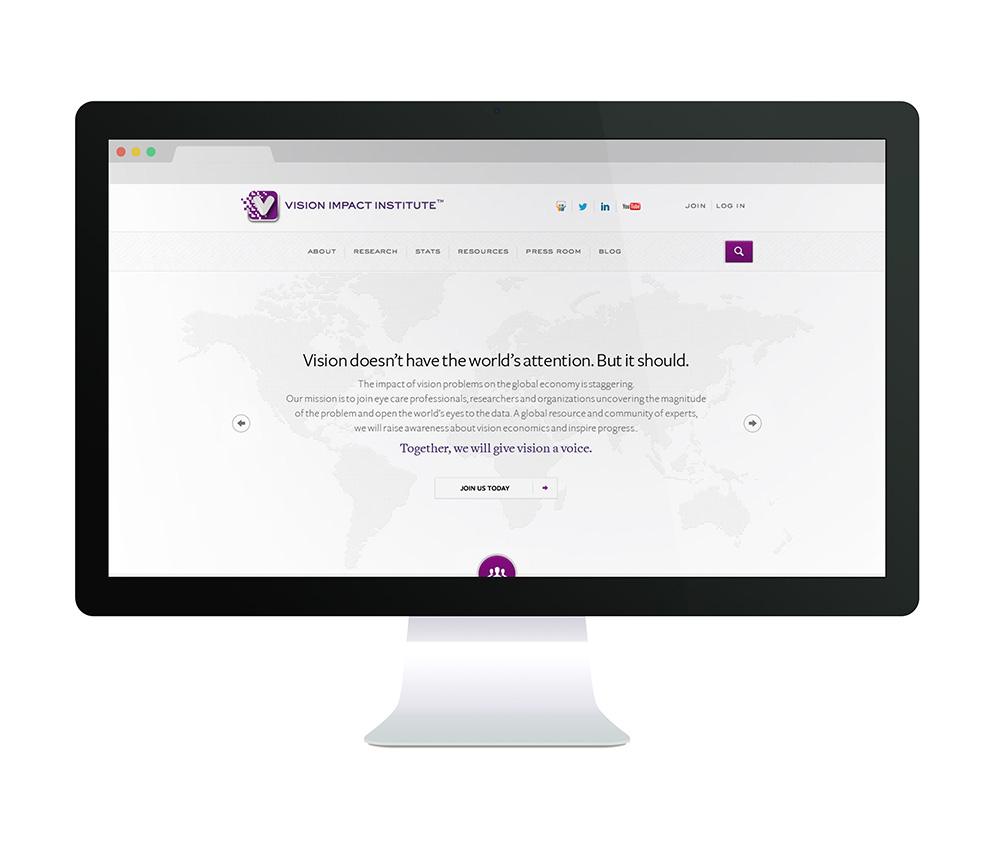 VISION IMPACT INSTITUTE™
You Tube
JOIN LOG IN
ABOUT RESEARCH STATS RESOURCES PRESS ROOM BLOG
Vision doesn't have the world's attention. But it should.
The impact of vision problems on the global economy is staggering.
Our mission is to join eye care professionals, researchers and organizations uncovering the magnitude
of the problem and open the world's eyes to the data. A global resource and community of experts,
we will raise awareness about vision economics and inspire progress.
Together, we will give vision a voice.
JOIN US TODAY